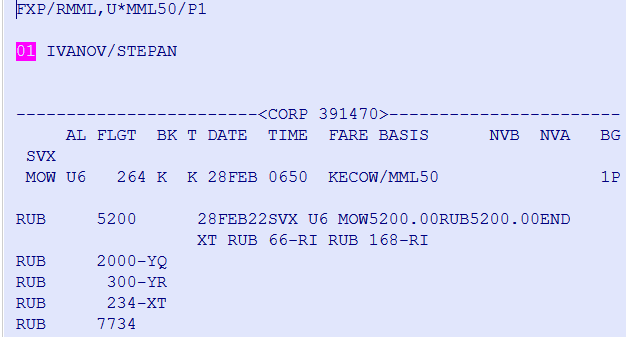 FXP/RMML,U*MML50/P1
01 IVANOV/STEPAN
------------------------<CORP 391470>-----------------------
AL FLGT BK T DATE TIME FARE BASIS NVB NVA BG
SVX
MOW U6 264 K K 28FEB 0650 KECOW/MML50 1P
RUB 5200 28FEB22SVX U6 MOW5200.00RUB5200.00END
XT RUB 66-RI RUB 168-RI
RUB 2000-YQ
RUB 300-YR
RUB 234-XT
RUB 7734